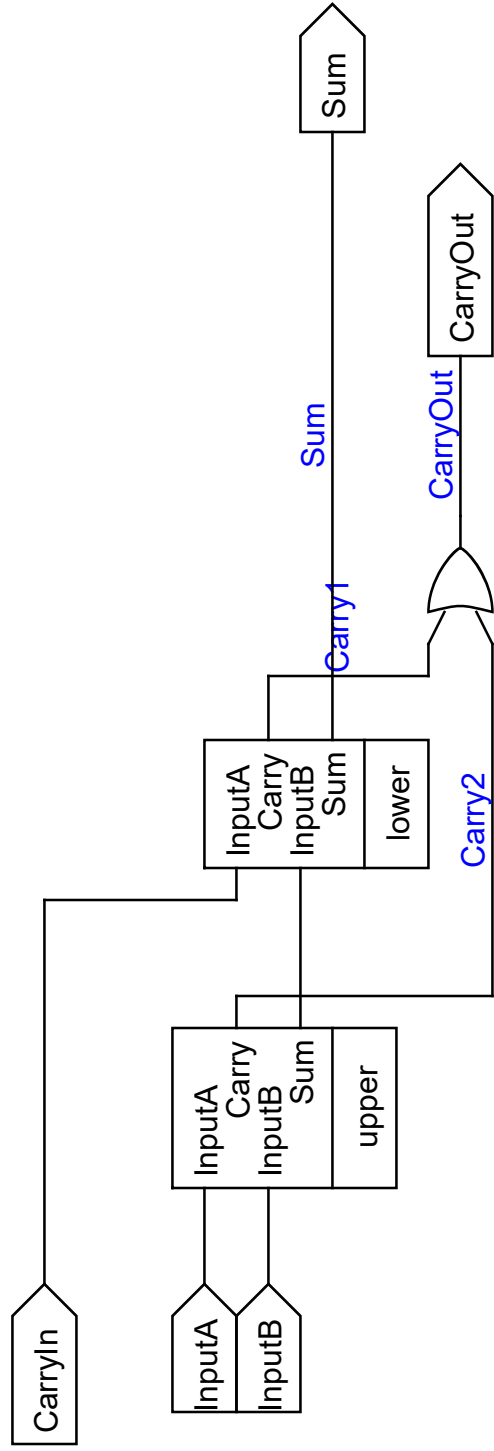 CarryIn
InputA
InputB
InputA
Carry
InputB
Sum
upper
InputA
Carry
InputB
Sum
lower
Carry1
Carry2
Sum
CarryOut
Sum
CarryOut